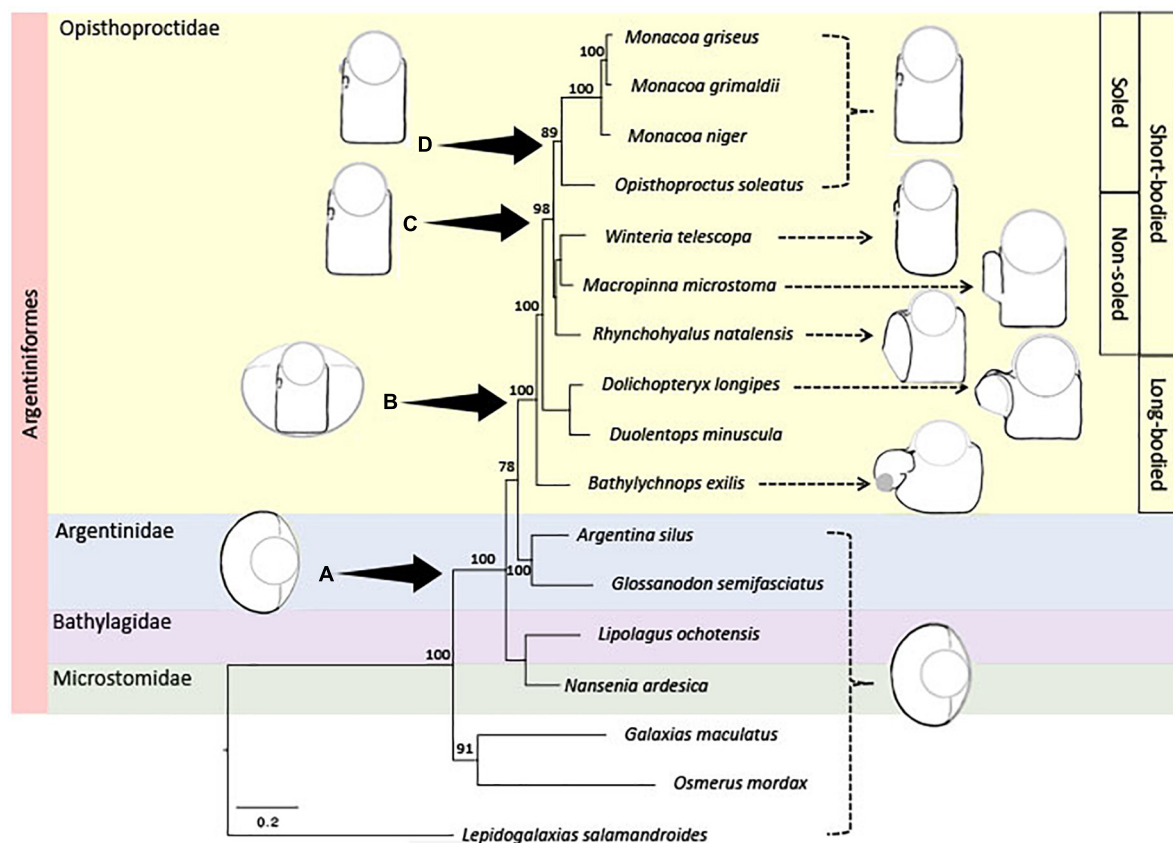 Opisthoproctidae
Monacoa griseus
100
Monacoa grimaldii
100
Monacoa niger
89
D
Opisthoproctus soleatus
98
C
Winteria telescopa
Macropinna microstoma
100
Rhynchohyalus natalensis
Dolichopteryx longipes
100
B
Duolentops minuscula
78
Bathylychnops exilis
Soled
Non-soled
Short-bodied
Long-bodied
Argentiniformes
Argentinidae
Argentina silus
100
100
A
Glossanodon semifasciatus
Bathylagidae
Lipolagus ochotensis
100
Microstomidae
Nansenia ardesica
Galaxias maculatus
91
Osmerus mordax
0.2
Lepidogalaxias salamandroides